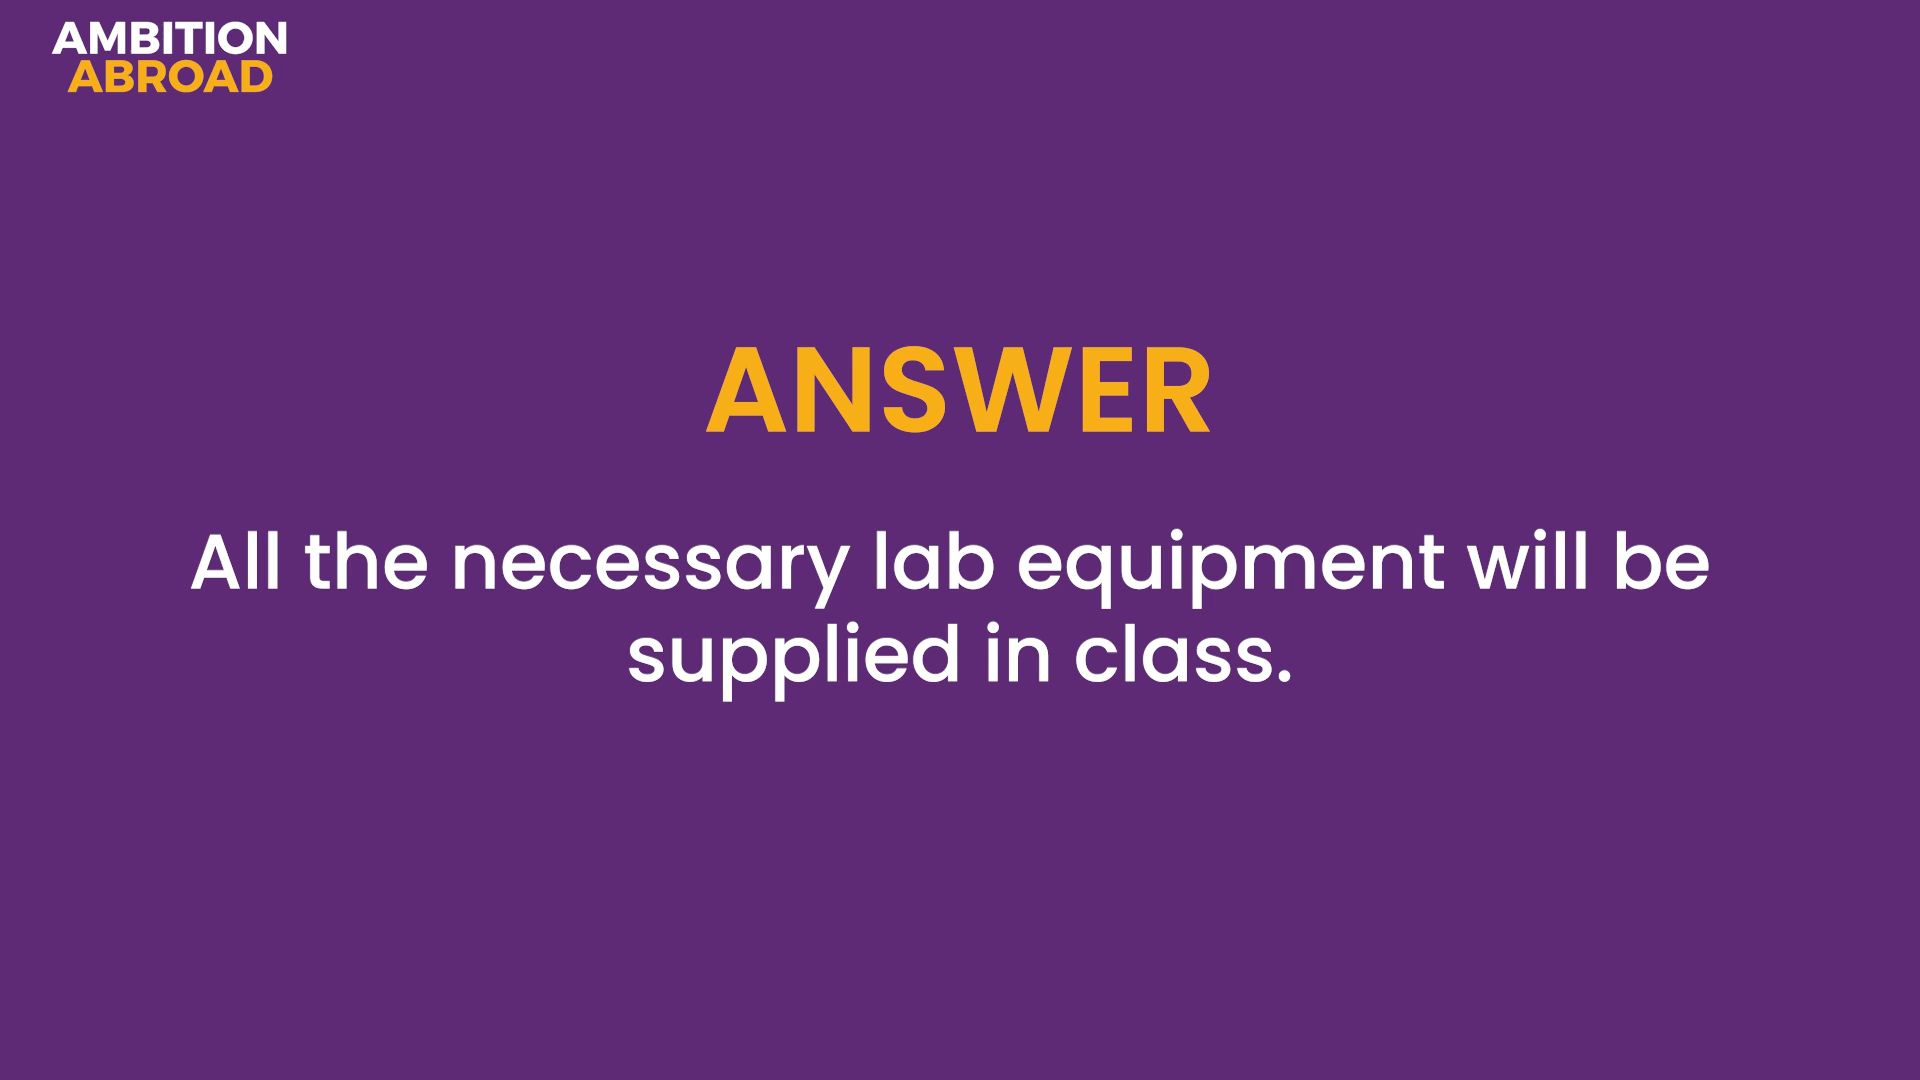 AMBITION
ABROAD
ANSWER
All the necessary lab equipment will be
supplied in class.